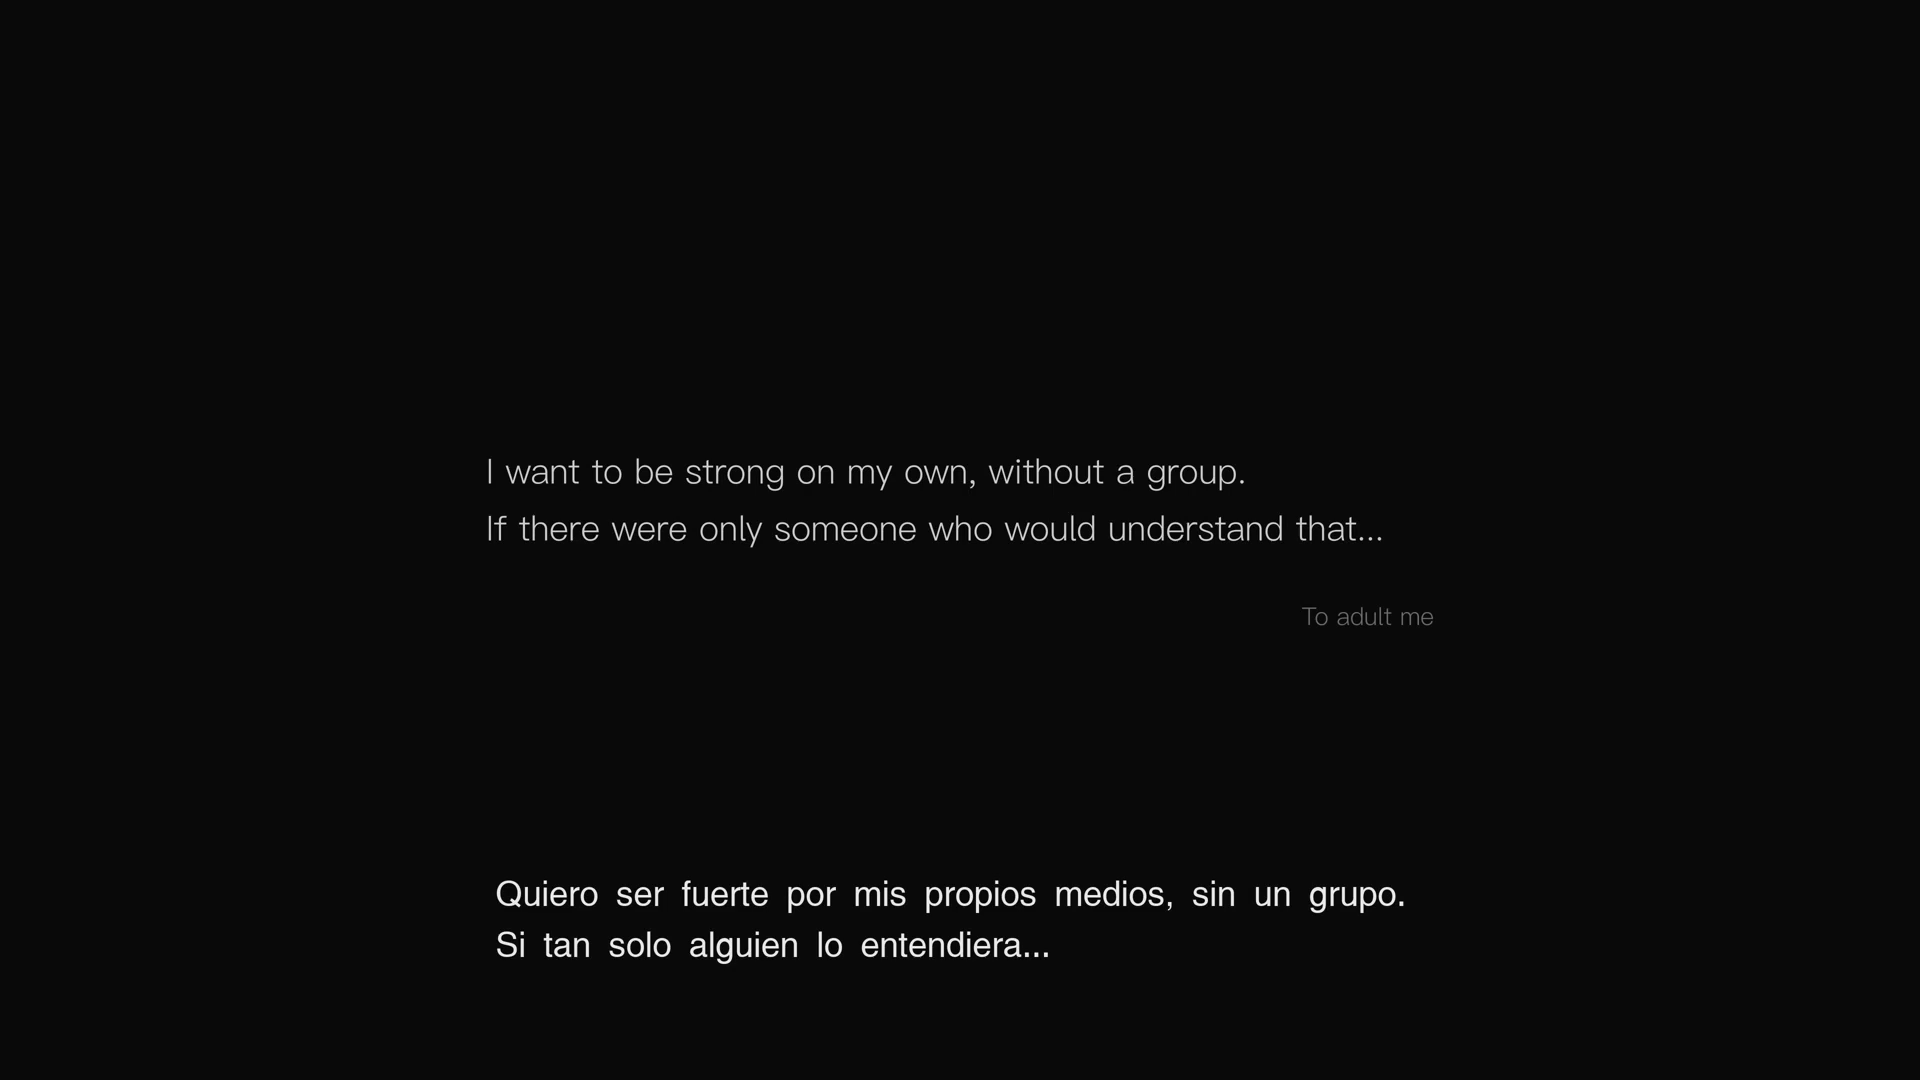 I want to be strong on my own, without a group.
If there were only someone who would understand that...
To adult me
Quiero ser fuerte por mis propios medios, sin un grupo.
Si tan solo alguien lo entendiera...